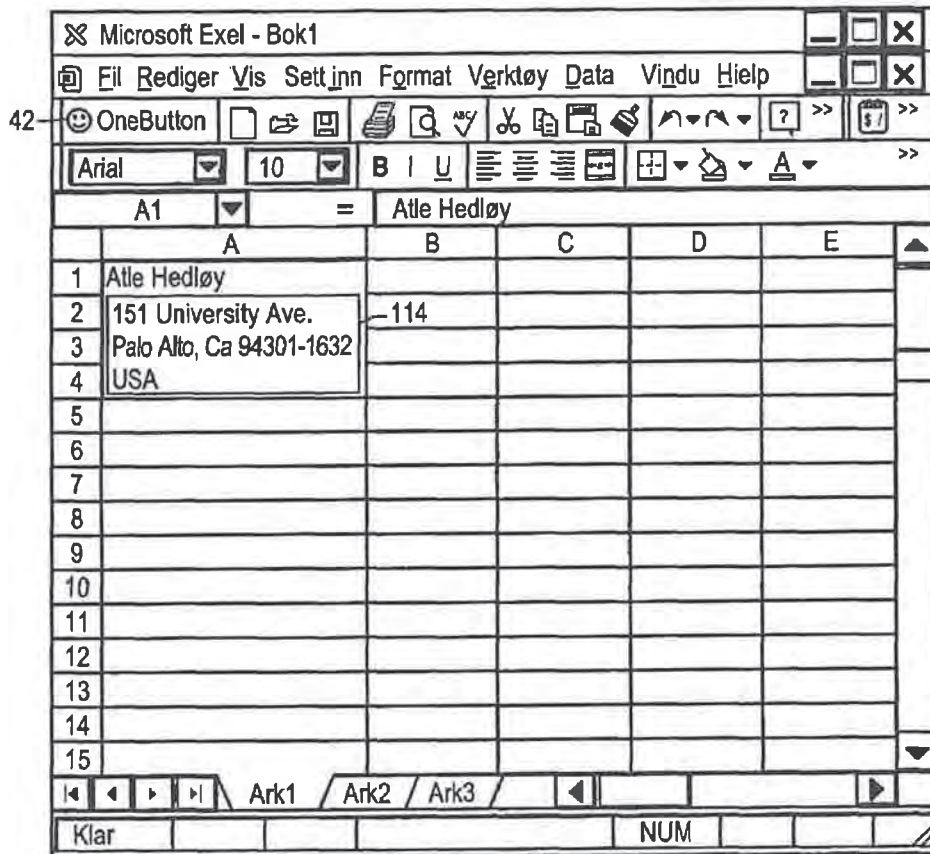 Microsoft Exel - Bok1
Fil Rediger Vis Sett inn Format Verktøy Data Vindu Hielp
42 OneButton ABC ? >> $ / >>
Arial 10 B I U A >>
A1 = Atle Hedløy
A B C D E
1 Atle Hedløy
2 151 University Ave. 114
3 Palo Alto, Ca 94301-1632
4 USA
5
6
7
8
9
10
11
12
13
14
15
Ark1 Ark2 Ark3
Klar NUM